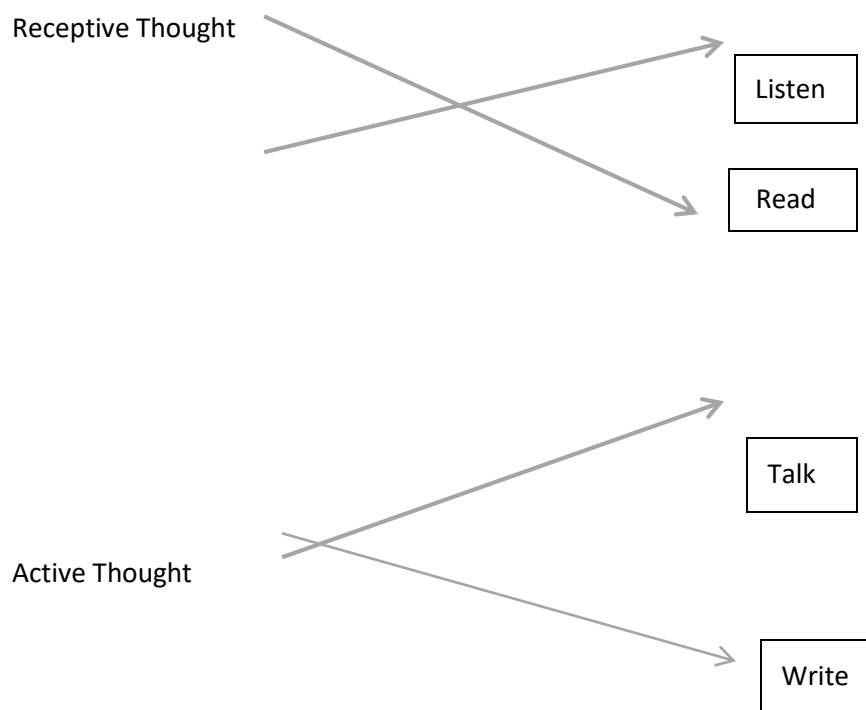 Receptive Thought
Listen
Read
Talk
Active Thought
Write